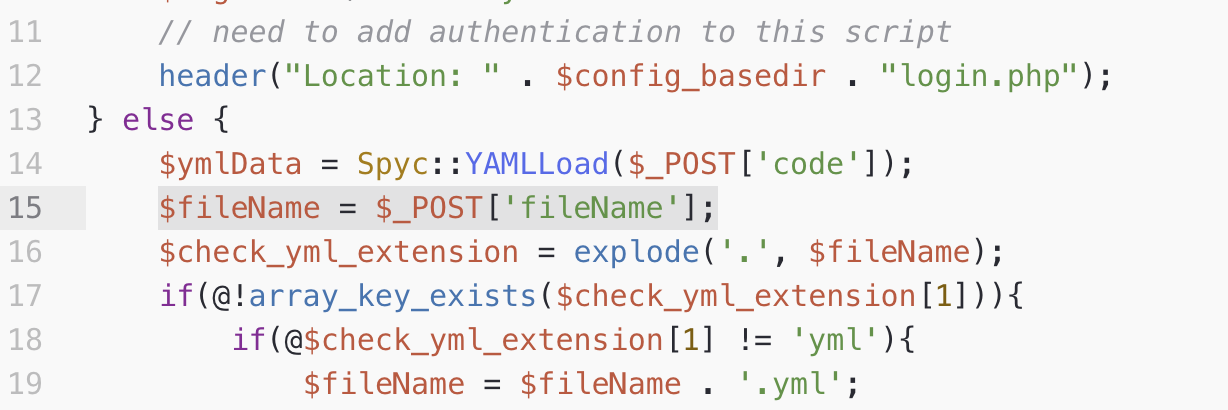 11 // need to add authentication to this script
12 header("Location: " . $config_basedir . "login.php");
13 } else {
14 $ymlData = Spyc::YAMLLoad($_POST['code']);
15 $fileName = $_POST['fileName'];
16 $check_yml_extension = explode('.', $fileName);
17 if(@!array_key_exists($check_yml_extension[1])){
18 if(@$check_yml_extension[1] != 'yml'){
19 $fileName = $fileName . '.yml';